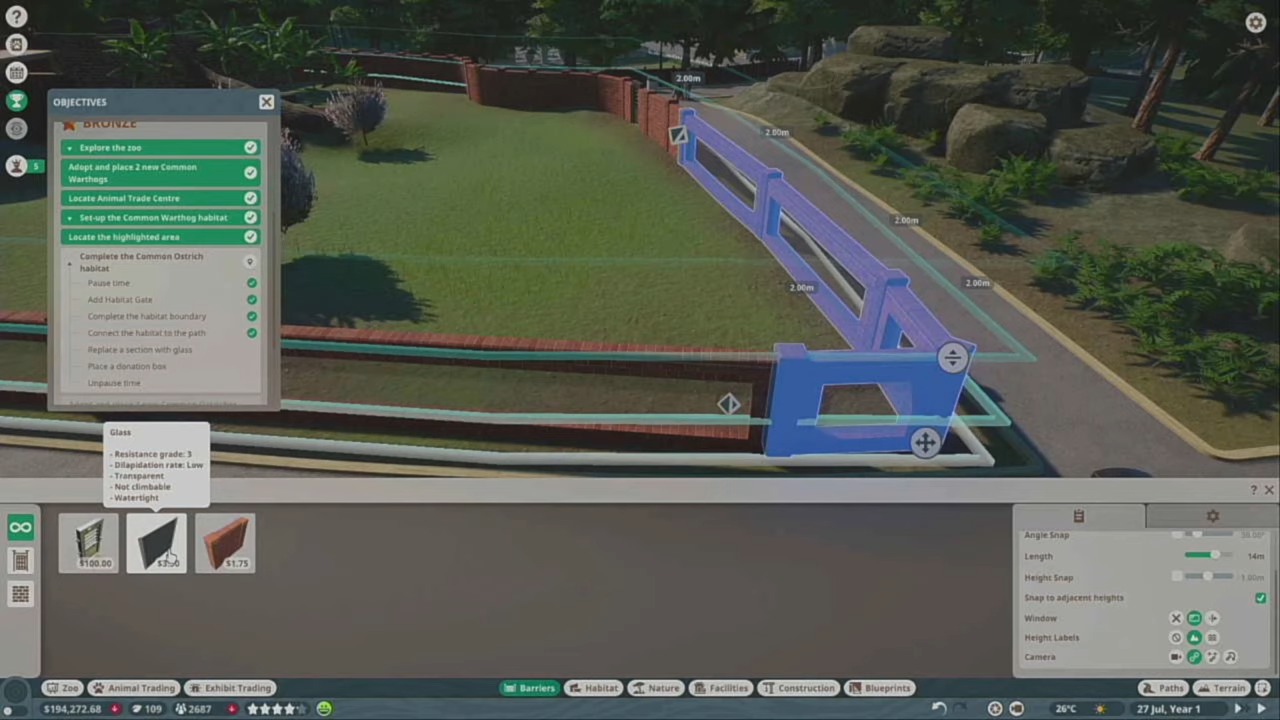 OBJECTIVES
BRONZE
Explore the zoo
Adopt and place 2 new Common
Warthogs
Locate Animal Trade Centre
Set-up the Common Warthog habitat
Locate the highlighted area
Complete the Common Ostrich
habitat
Pause time
Add Habitat Gate
Complete the habitat boundary
Connect the habitat to the path
Replace a section with glass
Place a donation box
Unpause time
5
2.00m
2.00m
2.00m
2.00m
2.00m
Glass
- Resistance grade: 3
- Dilapidation rate: Low
- Transparent
- Not climbable
- Watertight
$100.00
$1.75
? ×
Angle Snap
Length 14m
Height Snap 1.00m
Snap to adjacent heights
Window
Height Labels
Camera
Zoo Animal Trading Exhibit Trading Barriers Habitat Nature Facilities Construction Blueprints Paths Terrain
$194,272.68 109 2687 26°C 27 Jul, Year 1